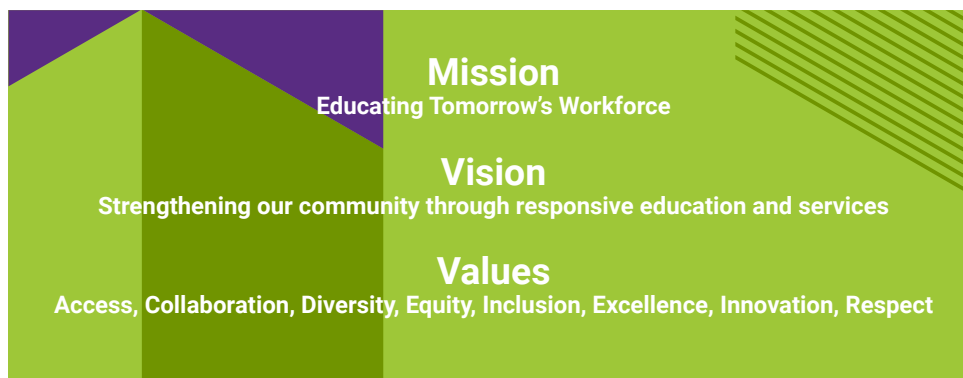 Mission
Educating Tomorrow’s Workforce
Vision
Strengthening our community through responsive education and services
Values
Access, Collaboration, Diversity, Equity, Inclusion, Excellence, Innovation, Respect